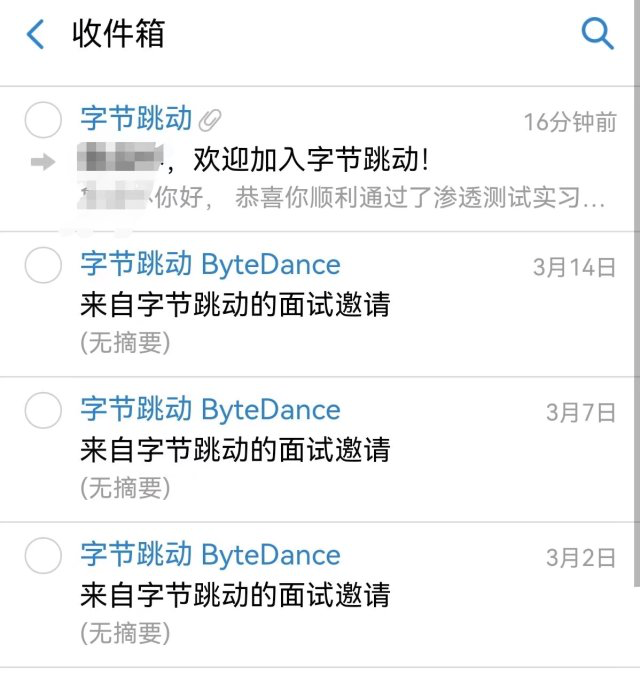 收件箱
字节跳动
16分钟前
，欢迎加入字节跳动！
你好， 恭喜你顺利通过了渗透测试实习...
字节跳动 ByteDance
3月14日
来自字节跳动的面试邀请
(无摘要)
字节跳动 ByteDance
3月7日
来自字节跳动的面试邀请
(无摘要)
字节跳动 ByteDance
3月2日
来自字节跳动的面试邀请
(无摘要)